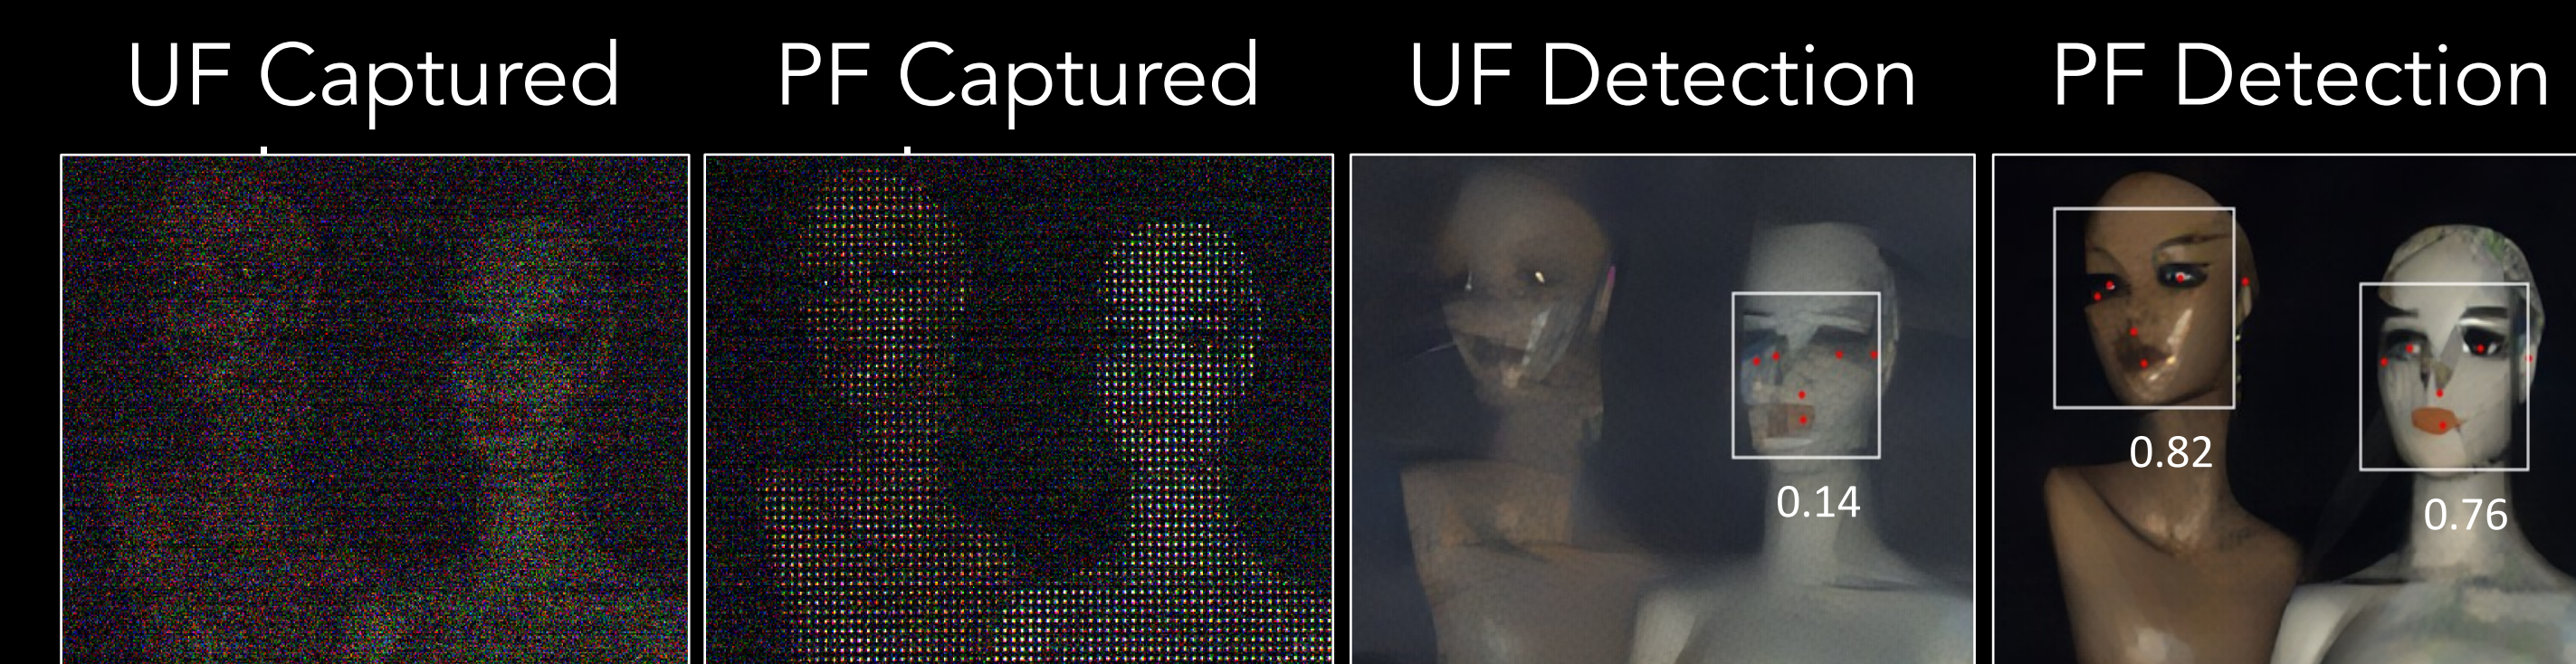 UF Captured
PF Captured
UF Detection
PF Detection
0.14
0.82
0.76